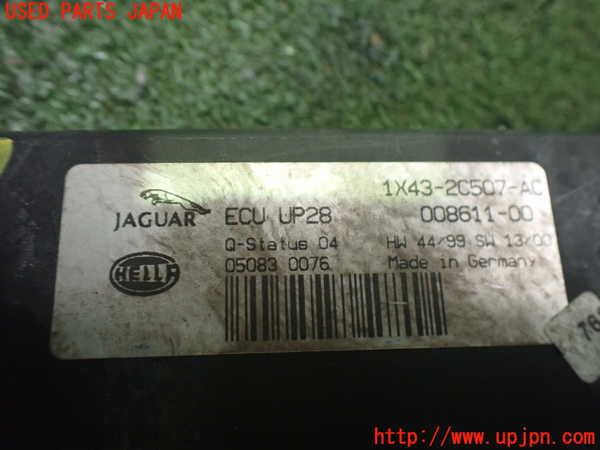 USED PARTS JAPAN
JAGUAR
ECU UP28
1X43-2C507-AC
008611-00
Q-Status 04
HW 44/99 SW 13/00
HELLA
05083 0076
Made in Germany
UPJ
http://www.upjpn.com/